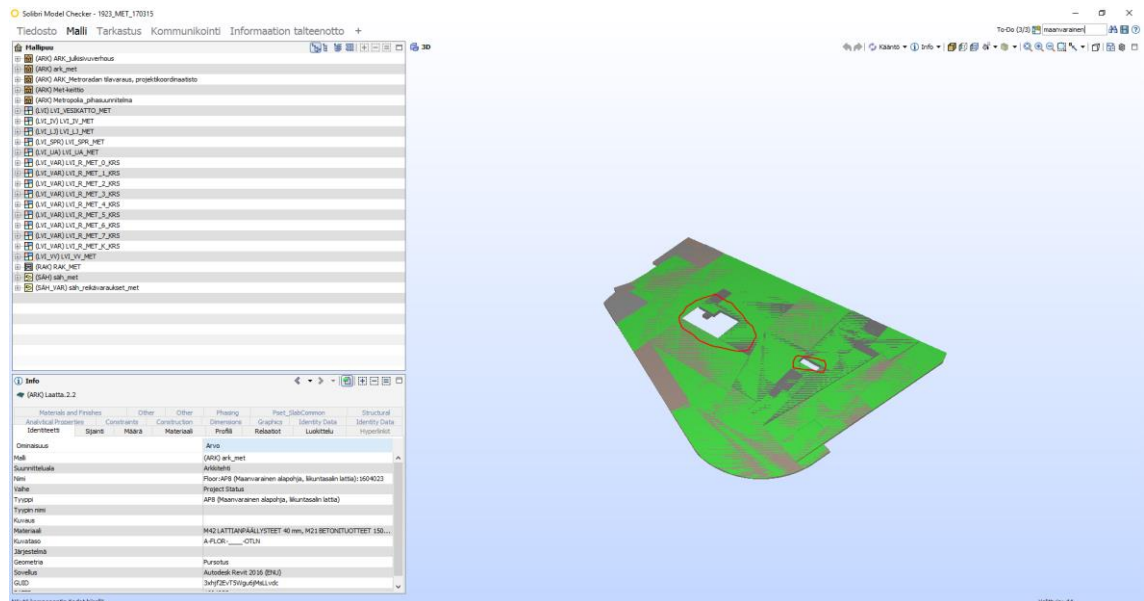 Solibri Model Checker - 1923_MET_170315
Tiedosto Malli Tarkastus Kommunikointi Informaation talteenotto +
To-Do (3/3) maanvarainen
Hallipuu
3D
Kääntö Info
(ARK) ARK_julkisivuverhous
(ARK) ark_met
(ARK) ARK_Metroradan tilavaraus, projektikoordinaatisto
(ARK) Met-keittio
(ARK) Metropolia_pihasuunnitelma
(LVI) LVI_VESIKATTO_MET
(LVI_IV) LVI_IV_MET
(LVI_LJ) LVI_LJ_MET
(LVI_SPR) LVI_SPR_MET
(LVI_UA) LVI_UA_MET
(LVI_VAR) LVI_R_MET_0_KRS
(LVI_VAR) LVI_R_MET_1_KRS
(LVI_VAR) LVI_R_MET_2_KRS
(LVI_VAR) LVI_R_MET_3_KRS
(LVI_VAR) LVI_R_MET_4_KRS
(LVI_VAR) LVI_R_MET_5_KRS
(LVI_VAR) LVI_R_MET_6_KRS
(LVI_VAR) LVI_R_MET_7_KRS
(LVI_VAR) LVI_R_MET_K_KRS
(LVI_VV) LVI_VV_MET
(RAK) RAK_MET
(SÄH) säh_met
(SÄH_VAR) säh_reikävaraukset_met
Info
(ARK) Laatta.2.2
Materials and Finishes Other Other Phasing Pset_SlabCommon Structural
Analytical Properties Constraints Construction Dimensions Graphics Identity Data Identity Data
Identiteetti Sijainti Määrä Materiaali Profiili Relaatiot Luokittelu Hyperlinkit
Ominaisuus Arvo
Malli (ARK) ark_met
Suunnitteluala Arkkitehti
Nimi Floor:AP8 (Maanvarainen alapohja, liikuntasalin lattia):1604023
Vaihe Project Status
Tyyppi AP8 (Maanvarainen alapohja, liikuntasalin lattia)
Tyypin nimi
Kuvaus
Materiaali M42 LATTIANPÄÄLLYSTEET 40 mm, M21 BETONITUOTTEET 150...
Kuvataso A-FLOR-____-OTLN
Järjestelmä
Geometria Pursotus
Sovellus Autodesk Revit 2016 (ENU)
GUID